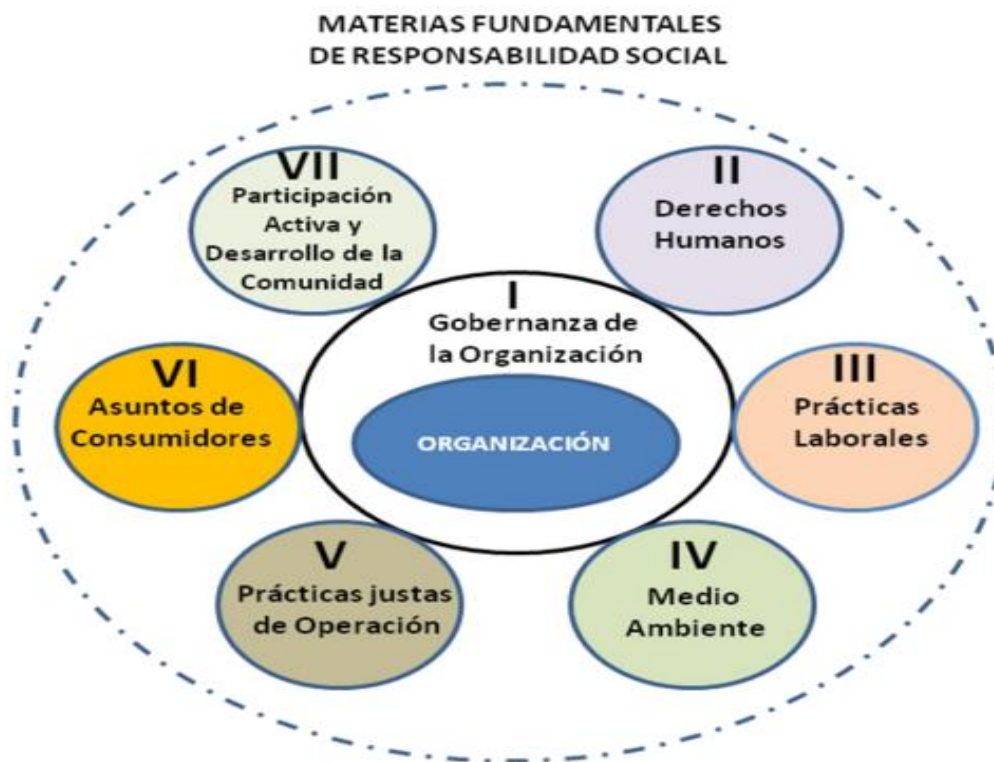 MATERIAS FUNDAMENTALES
DE RESPONSABILIDAD SOCIAL
I
Gobernanza de
la Organización
ORGANIZACIÓN
II
Derechos
Humanos
III
Prácticas
Laborales
IV
Medio
Ambiente
V
Prácticas justas
de Operación
VI
Asuntos de
Consumidores
VII
Participación
Activa y
Desarrollo de la
Comunidad